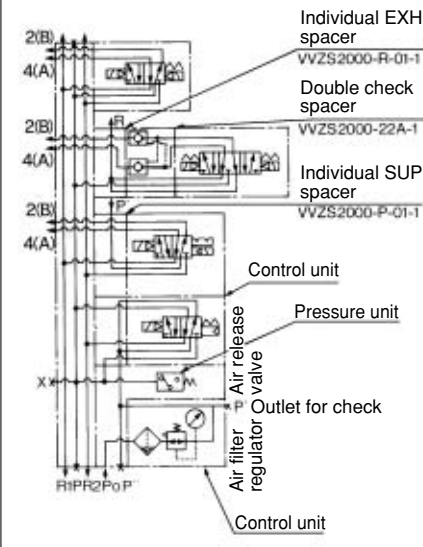 Individual EXH
spacer
VVZS2000-R-01-1
2(B)
4(A)
R
Double check
spacer
VVZS2000-22A-1
2(B)
4(A)
Individual SUP
spacer
VVZS2000-P-01-1
P
2(B)
4(A)
Control unit
Pressure unit
Air release
valve
X
P' Outlet for check
Air filter
regulator
R1PR2PoP'
Control unit